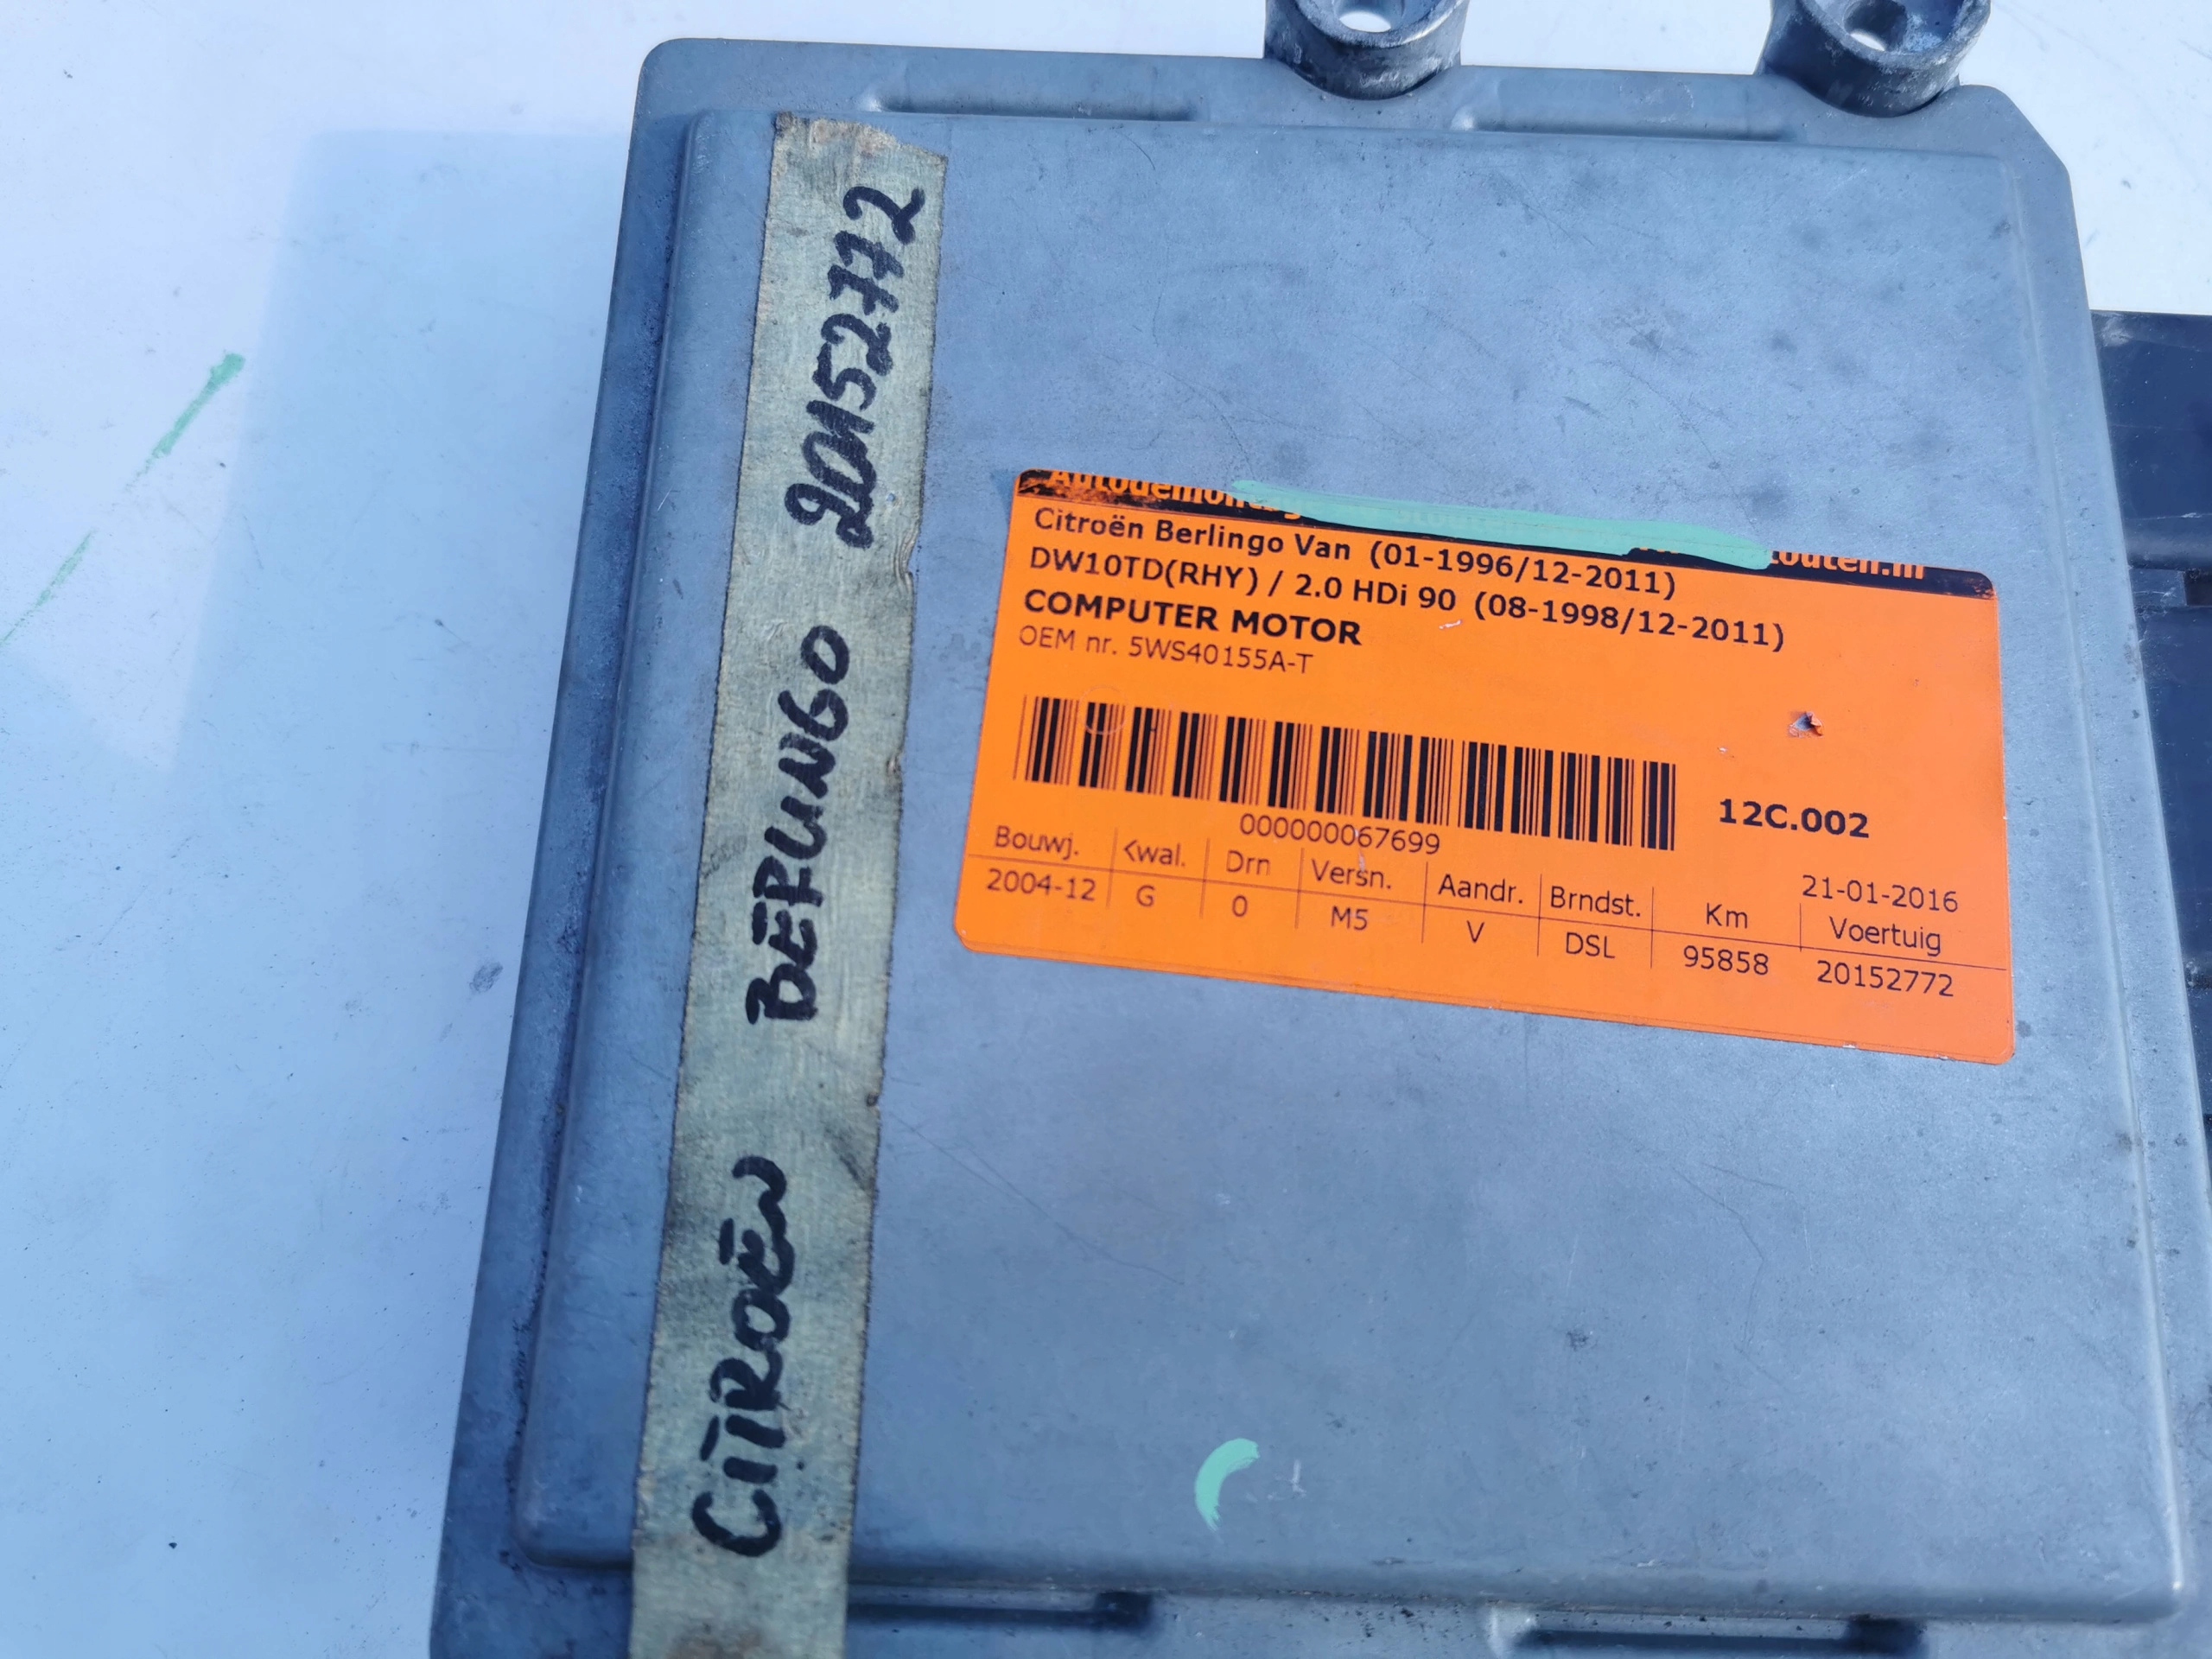 CITROËN BERLINGO 20152772
Citroën Berlingo Van (01-1996/12-2011)
DW10TD(RHY) / 2.0 HDi 90 (08-1998/12-2011)
COMPUTER MOTOR
OEM nr. 5WS40155A-T
12C.002
000000067699
21-01-2016
Bouwj. Kwal. Drn Versn. Aandr. Brndst. Km Voertuig
2004-12 G 0 M5 V DSL 95858 20152772